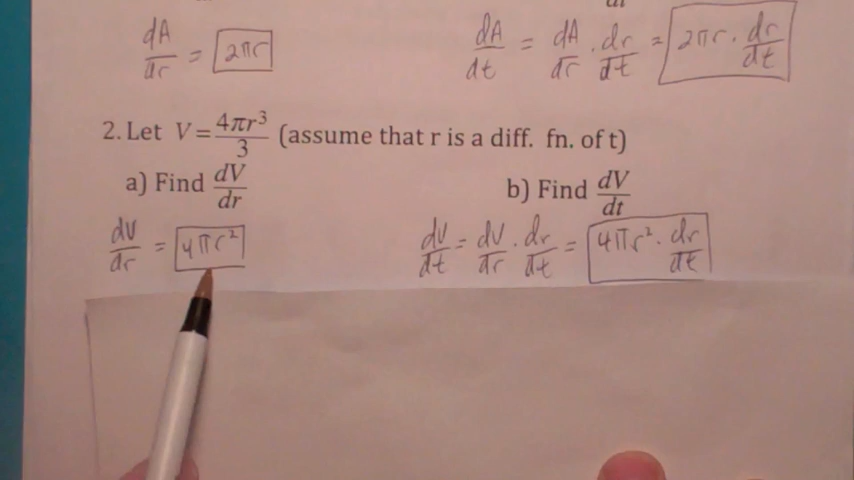 dA/dr = 2πr
dA/dt = dA/dr · dr/dt = 2πr · dr/dt
2. Let V = 4πr³/3 (assume that r is a diff. fn. of t)
a) Find dV/dr
b) Find dV/dt
dV/dr = 4πr²
dV/dt = dV/dr · dr/dt = 4πr² · dr/dt